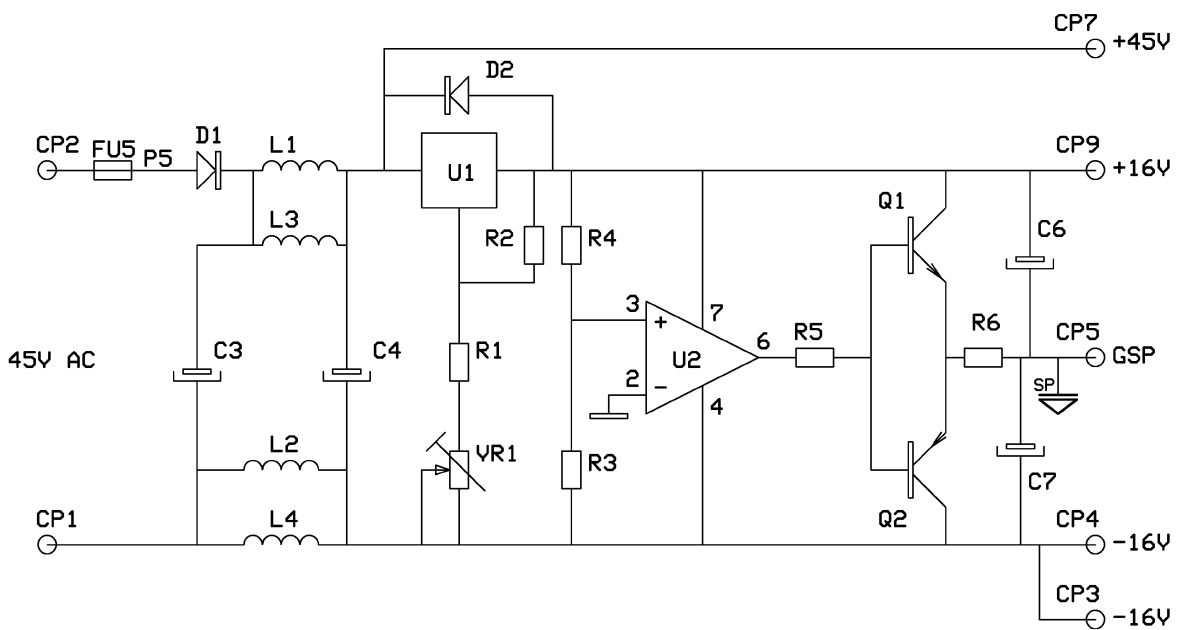 CP7
+45V
D2
CP2
FU5
P5
D1
L1
U1
CP9
+16V
L3
R2
R4
Q1
C6
45V AC
C3
C4
R1
3
+
7
U2
6
2
−
4
R5
R6
CP5
GSP
SP
L2
VR1
R3
Q2
C7
CP1
L4
CP4
-16V
CP3
-16V